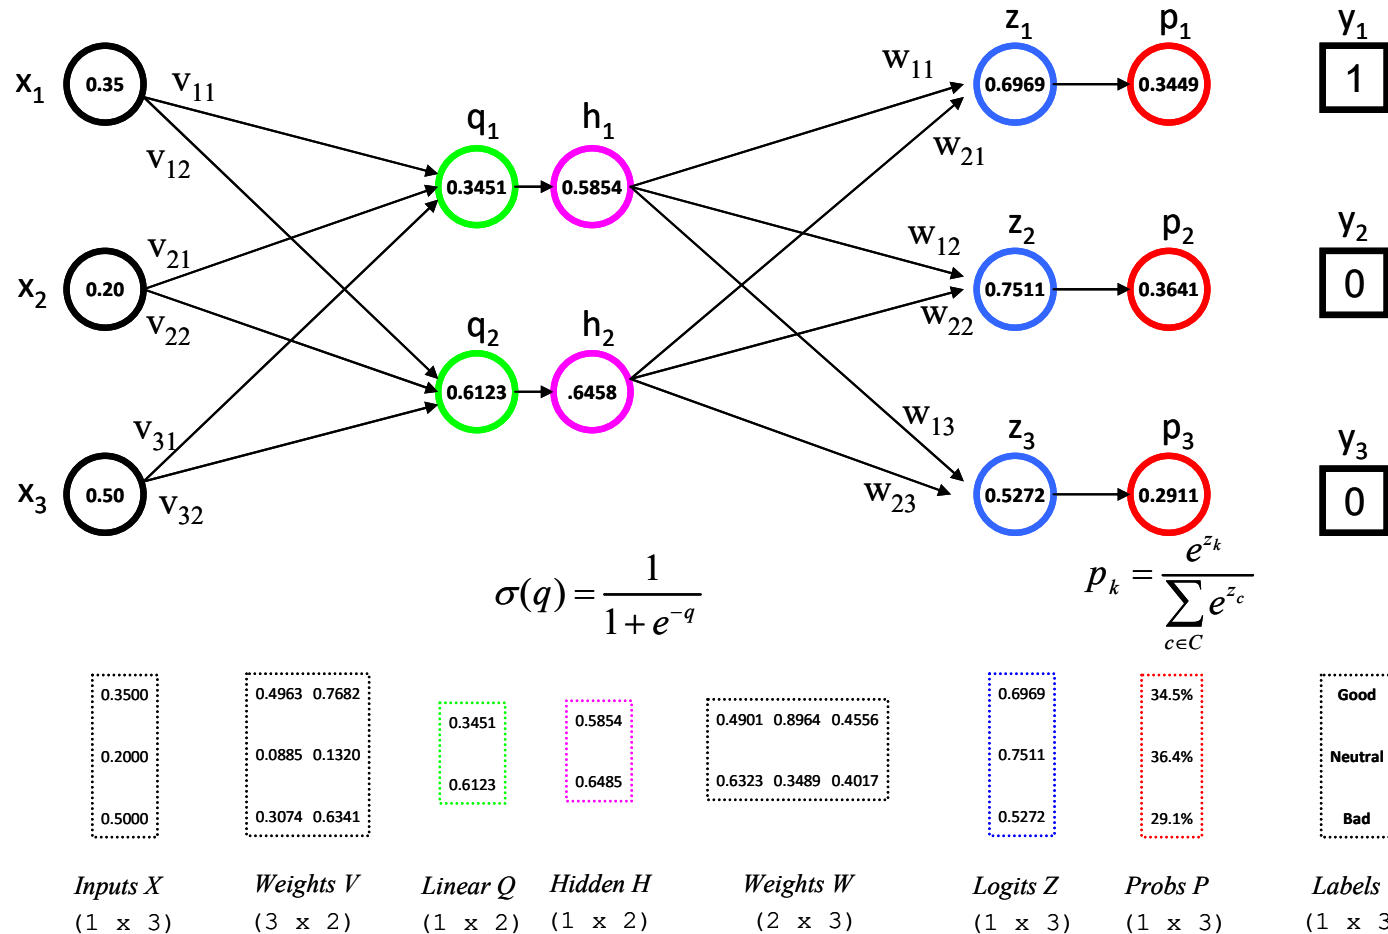 z1 p1 y1
x1 0.35 v11 w11 0.6969 0.3449 1
q1 h1
v12 w21
0.3451 0.5854
z2 p2 y2
v21 w12
x2 0.20 0.7511 0.3641 0
v22 w22
q2 h2
0.6123 .6458
v31 w13 z3 p3 y3
x3 0.50 w23 0.5272 0.2911 0
v32
σ(q) = 1 / (1 + e^{-q})
p_k = e^{z_k} / ∑_{c∈C} e^{z_c}
0.3500 0.4963 0.7682 0.6969 34.5% Good
0.3451 0.5854 0.4901 0.8964 0.4556
0.2000 0.0885 0.1320 0.7511 36.4% Neutral
0.6123 0.6485 0.6323 0.3489 0.4017
0.5000 0.3074 0.6341 0.5272 29.1% Bad
Inputs X Weights V Linear Q Hidden H Weights W Logits Z Probs P Labels
(1 x 3) (3 x 2) (1 x 2) (1 x 2) (2 x 3) (1 x 3) (1 x 3) (1 x 3